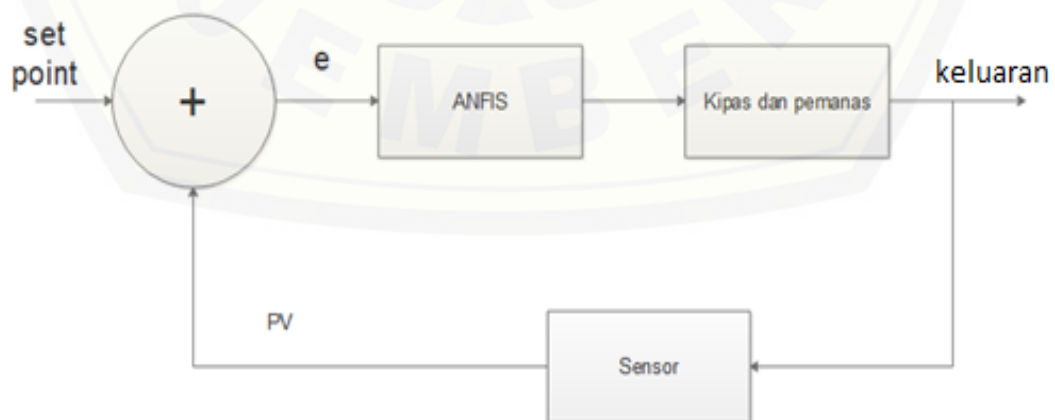 set
point
+
e
ANFIS
Kipas dan pemanas
keluaran
PV
Sensor